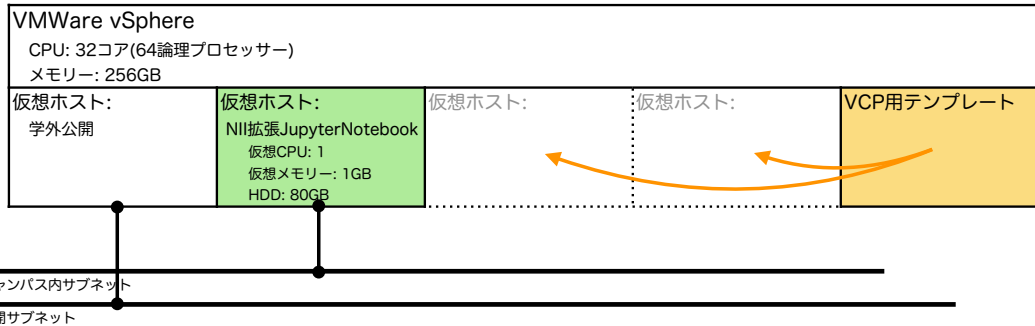 VMWare vSphere
CPU: 32コア(64論理プロセッサー)
メモリー: 256GB
仮想ホスト:
学外公開
仮想ホスト:
NII拡張JupyterNotebook
仮想CPU: 1
仮想メモリー: 1GB
HDD: 80GB
仮想ホスト:
仮想ホスト:
VCP用テンプレート
ャンパス内サブネット
開サブネット